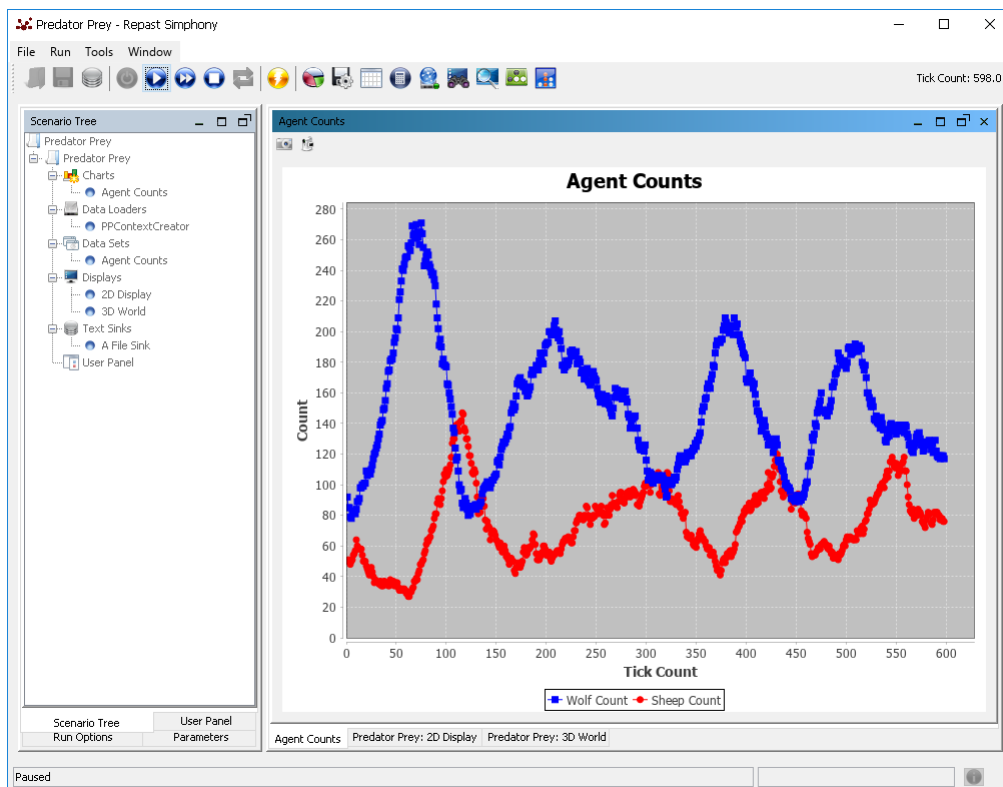 Predator Prey - Repast Simphony
File Run Tools Window
Tick Count: 598.0
Scenario Tree
Predator Prey
Predator Prey
Charts
Agent Counts
Data Loaders
PPContextCreator
Data Sets
Agent Counts
Displays
2D Display
3D World
Text Sinks
A File Sink
User Panel
Scenario Tree User Panel
Run Options Parameters
Agent Counts
Agent Counts
280
260
240
220
200
180
160
140
120
100
80
60
40
20
0
Count
0 50 100 150 200 250 300 350 400 450 500 550 600
Tick Count
Wolf Count Sheep Count
Agent Counts Predator Prey: 2D Display Predator Prey: 3D World
Paused